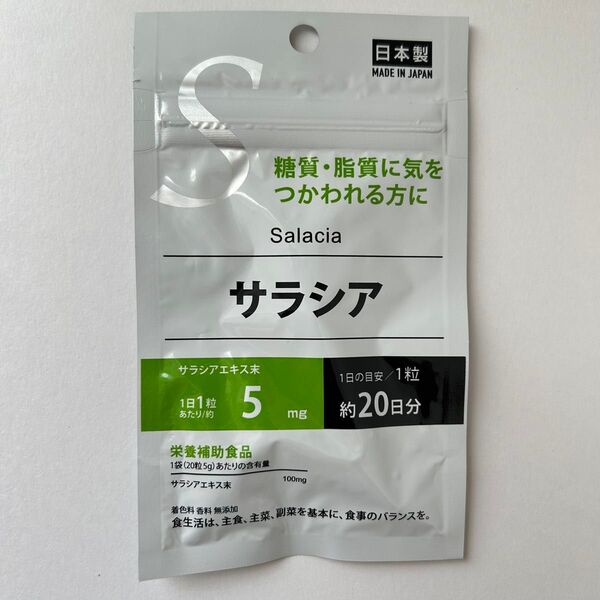 日本製
MADE IN JAPAN
S
糖質・脂質に気を
つかわれる方に
Salacia
サラシア
サラシアエキス末
1日1粒
あたり/約
5 mg
1日の目安/1粒
約20日分
栄養補助食品
1袋(20粒5g)あたりの含有量
サラシアエキス末 100mg
着色料 香料 無添加
食生活は、主食、主菜、副菜を基本に、食事のバランスを。